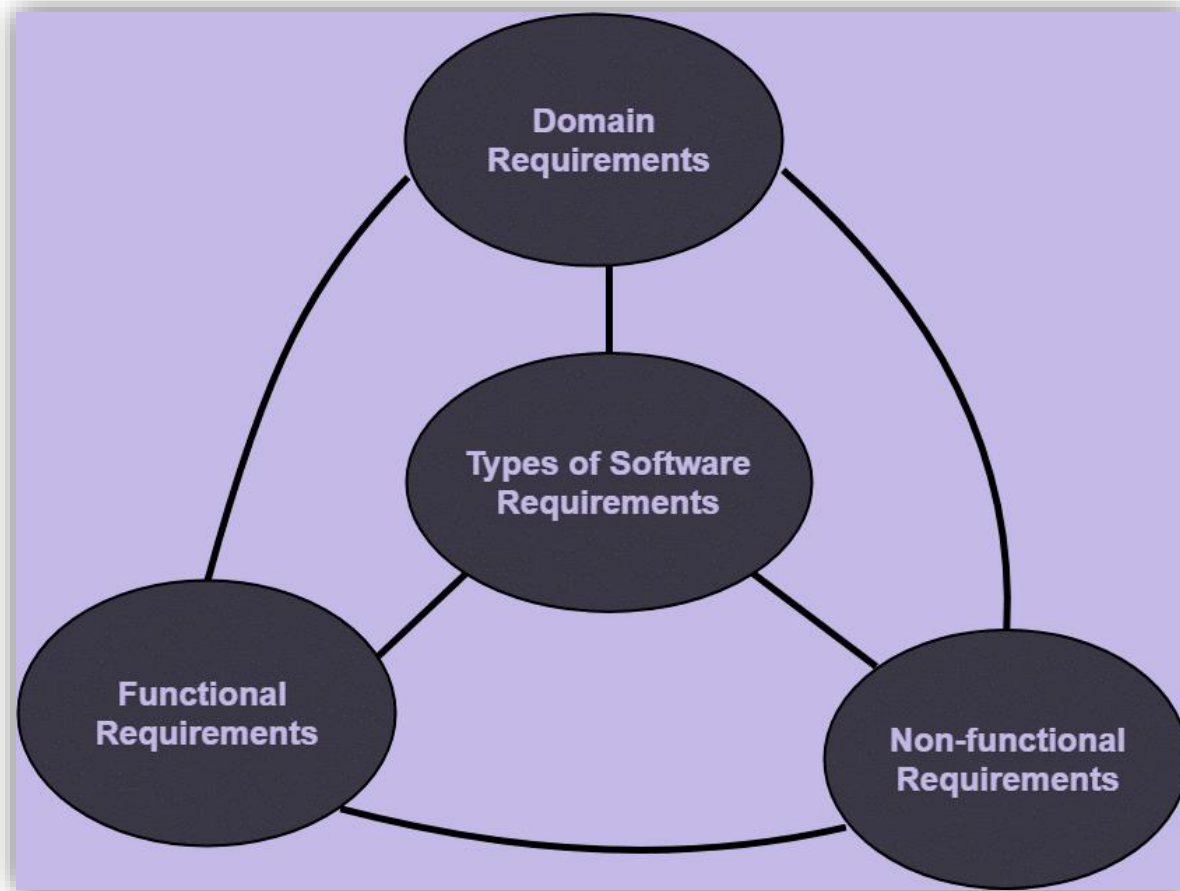 Domain
Requirements
Types of Software
Requirements
Functional
Requirements
Non-functional
Requirements